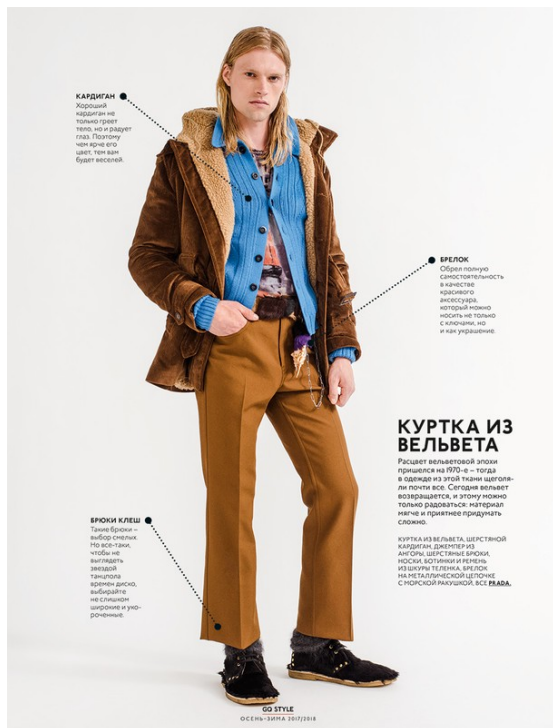 КАРДИГАН
Хороший
кардиган не
только греет
тело, но и радует
глаз. Поэтому
чем ярче его
цвет, тем вам
будет веселей.
БРЕЛОК
Обрел полную
самостоятельность
в качестве
красивого
аксессуара,
который можно
носить не только
с ключами, но
и как украшение.
КУРТКА ИЗ
ВЕЛЬВЕТА
Расцвет вельветовой эпохи
пришелся на 1970-е – тогда
в одежде из этой ткани щеголя-
ли почти все. Сегодня вельвет
возвращается, и этому можно
только радоваться: материал
мягче и приятнее придумать
сложно.
КУРТКА ИЗ ВЕЛЬВЕТА, ШЕРСТЯНОЙ
КАРДИГАН, ДЖЕМПЕР ИЗ
АНГОРЫ, ШЕРСТЯНЫЕ БРЮКИ,
НОСКИ, БОТИНКИ И РЕМЕНЬ
ИЗ ШКУРЫ ТЕЛЕНКА, БРЕЛОК
НА МЕТАЛЛИЧЕСКОЙ ЦЕПОЧКЕ
С МОРСКОЙ РАКУШКОЙ, ВСЕ PRADA.
БРЮКИ КЛЕШ
Такие брюки –
выбор смелых.
Но все-таки,
чтобы не
выглядеть
звездой
танцпола
времен диско,
выбирайте
не слишком
широкие и уко-
роченные.
GQ STYLE
ОСЕНЬ–ЗИМА 2017/2018